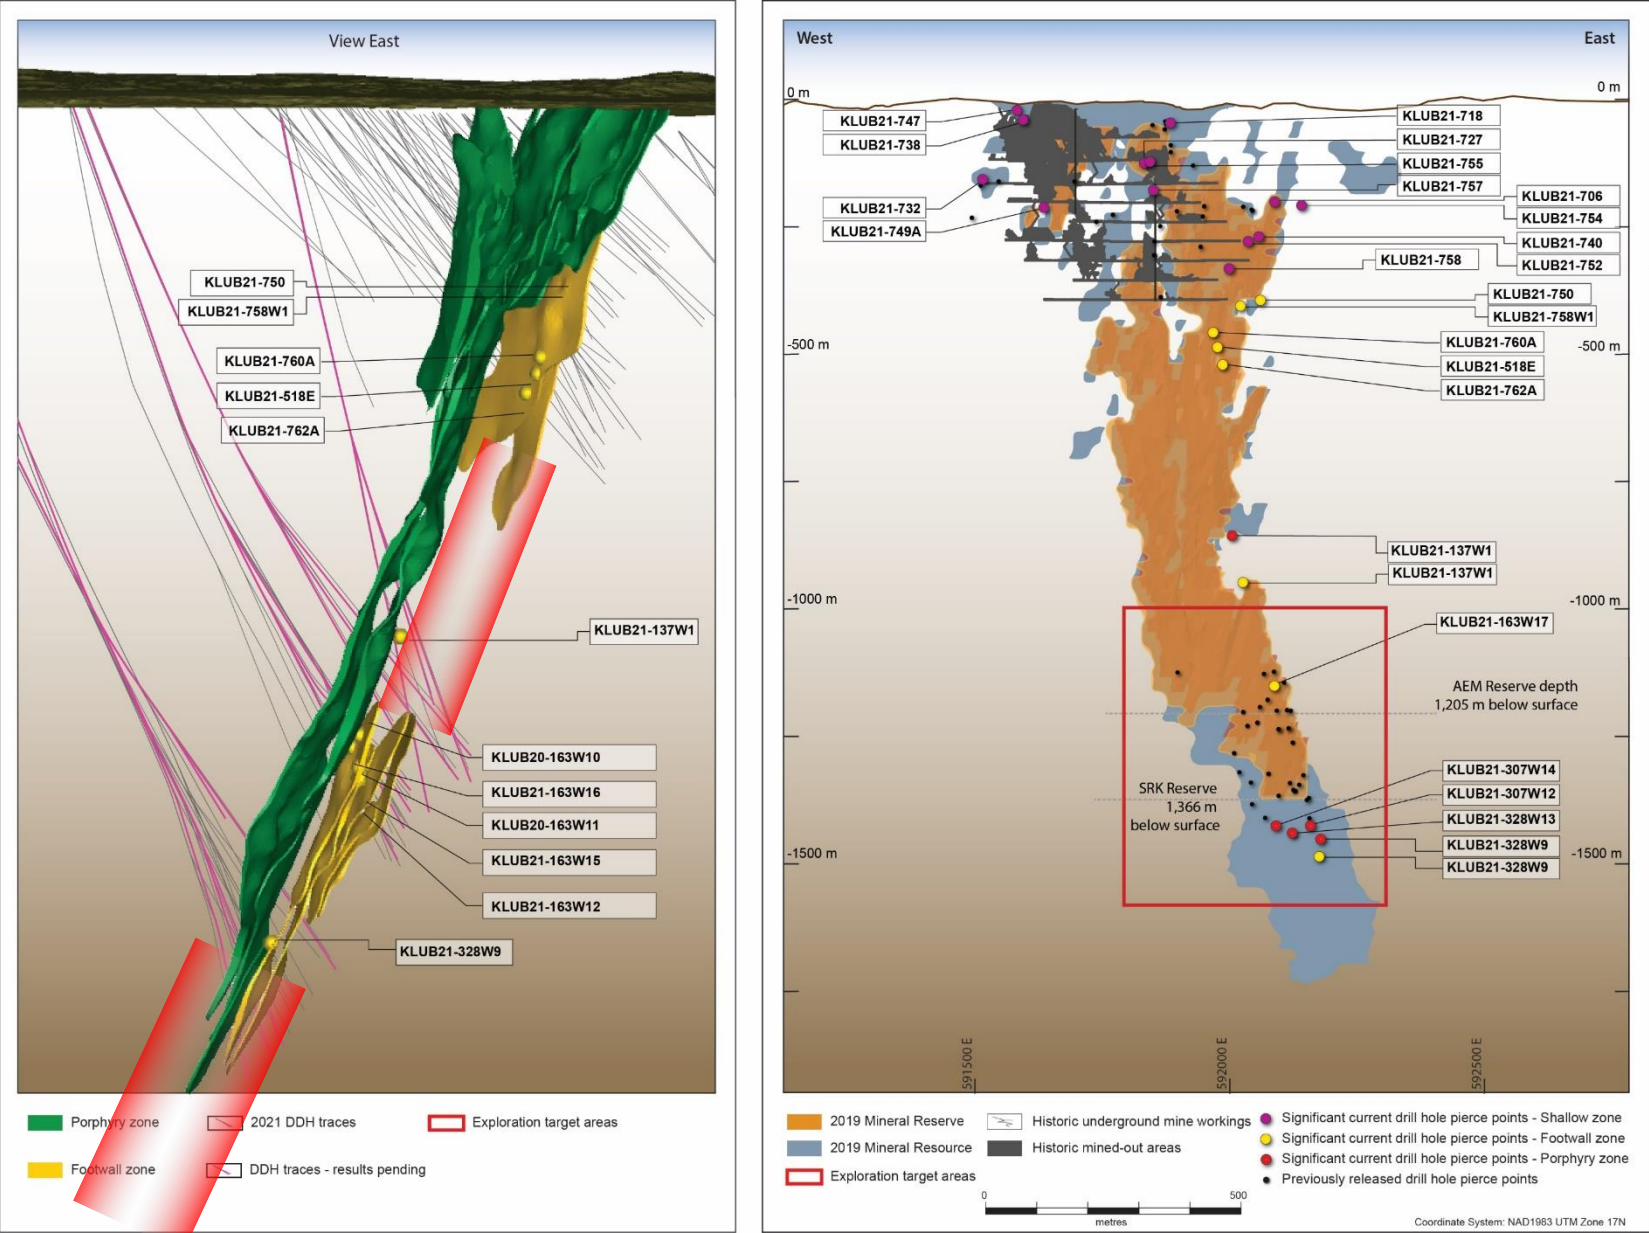 View East
KLUB21-750
KLUB21-758W1
KLUB21-760A
KLUB21-518E
KLUB21-762A
KLUB21-137W1
KLUB20-163W10
KLUB21-163W16
KLUB20-163W11
KLUB21-163W15
KLUB21-163W12
KLUB21-328W9
Porphyry zone
2021 DDH traces
Exploration target areas
Footwall zone
DDH traces - results pending
West
East
0 m
0 m
KLUB21-747
KLUB21-738
KLUB21-732
KLUB21-749A
KLUB21-718
KLUB21-727
KLUB21-755
KLUB21-757
KLUB21-706
KLUB21-754
KLUB21-740
KLUB21-758
KLUB21-752
KLUB21-750
KLUB21-758W1
-500 m
-500 m
KLUB21-760A
KLUB21-518E
KLUB21-762A
KLUB21-137W1
KLUB21-137W1
-1000 m
-1000 m
KLUB21-163W17
AEM Reserve depth
1,205 m below surface
SRK Reserve
1,366 m
below surface
KLUB21-307W14
KLUB21-307W12
KLUB21-328W13
KLUB21-328W9
KLUB21-328W9
-1500 m
-1500 m
591500 E
592000 E
592500 E
2019 Mineral Reserve
2019 Mineral Resource
Exploration target areas
Historic underground mine workings
Historic mined-out areas
Significant current drill hole pierce points - Shallow zone
Significant current drill hole pierce points - Footwall zone
Significant current drill hole pierce points - Porphyry zone
Previously released drill hole pierce points
0
500
metres
Coordinate System: NAD1983 UTM Zone 17N